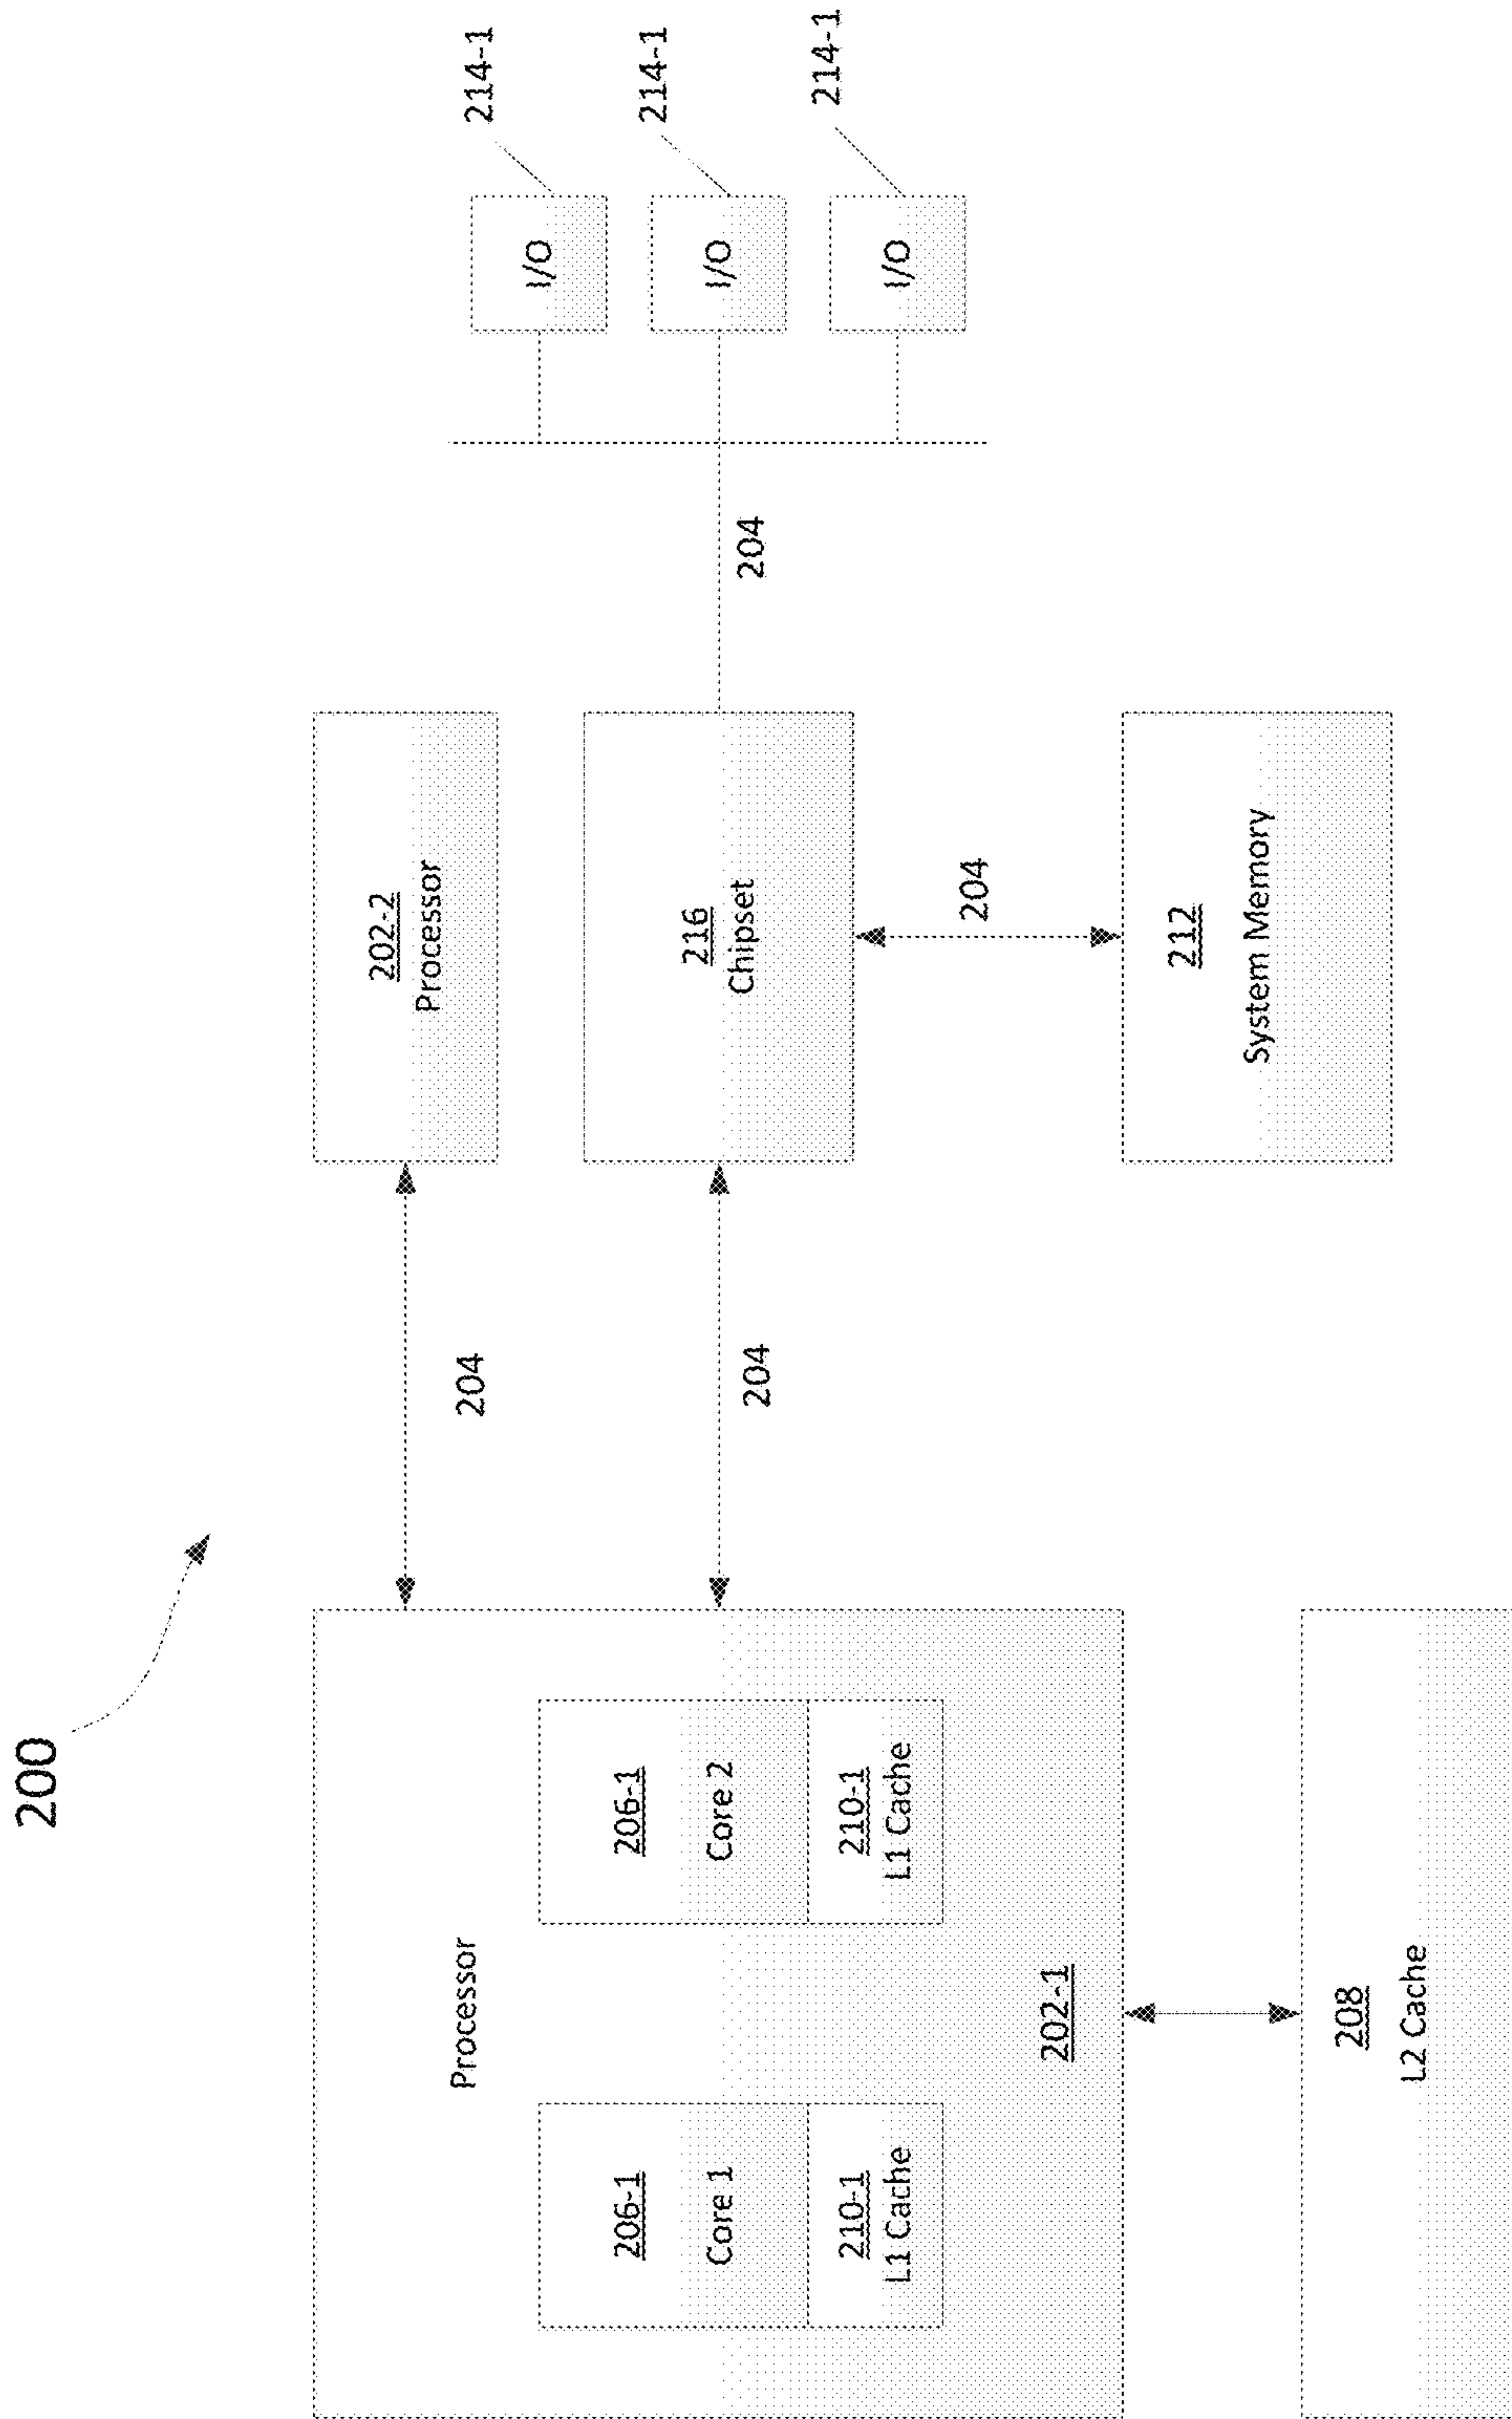 200
Processor
206-1
Core 1
210-1
L1 Cache
206-1
Core 2
210-1
L1 Cache
202-1
208
L2 Cache
204
204
202-2
Processor
216
Chipset
204
212
System Memory
204
I/O
214-1
I/O
214-1
I/O
214-1